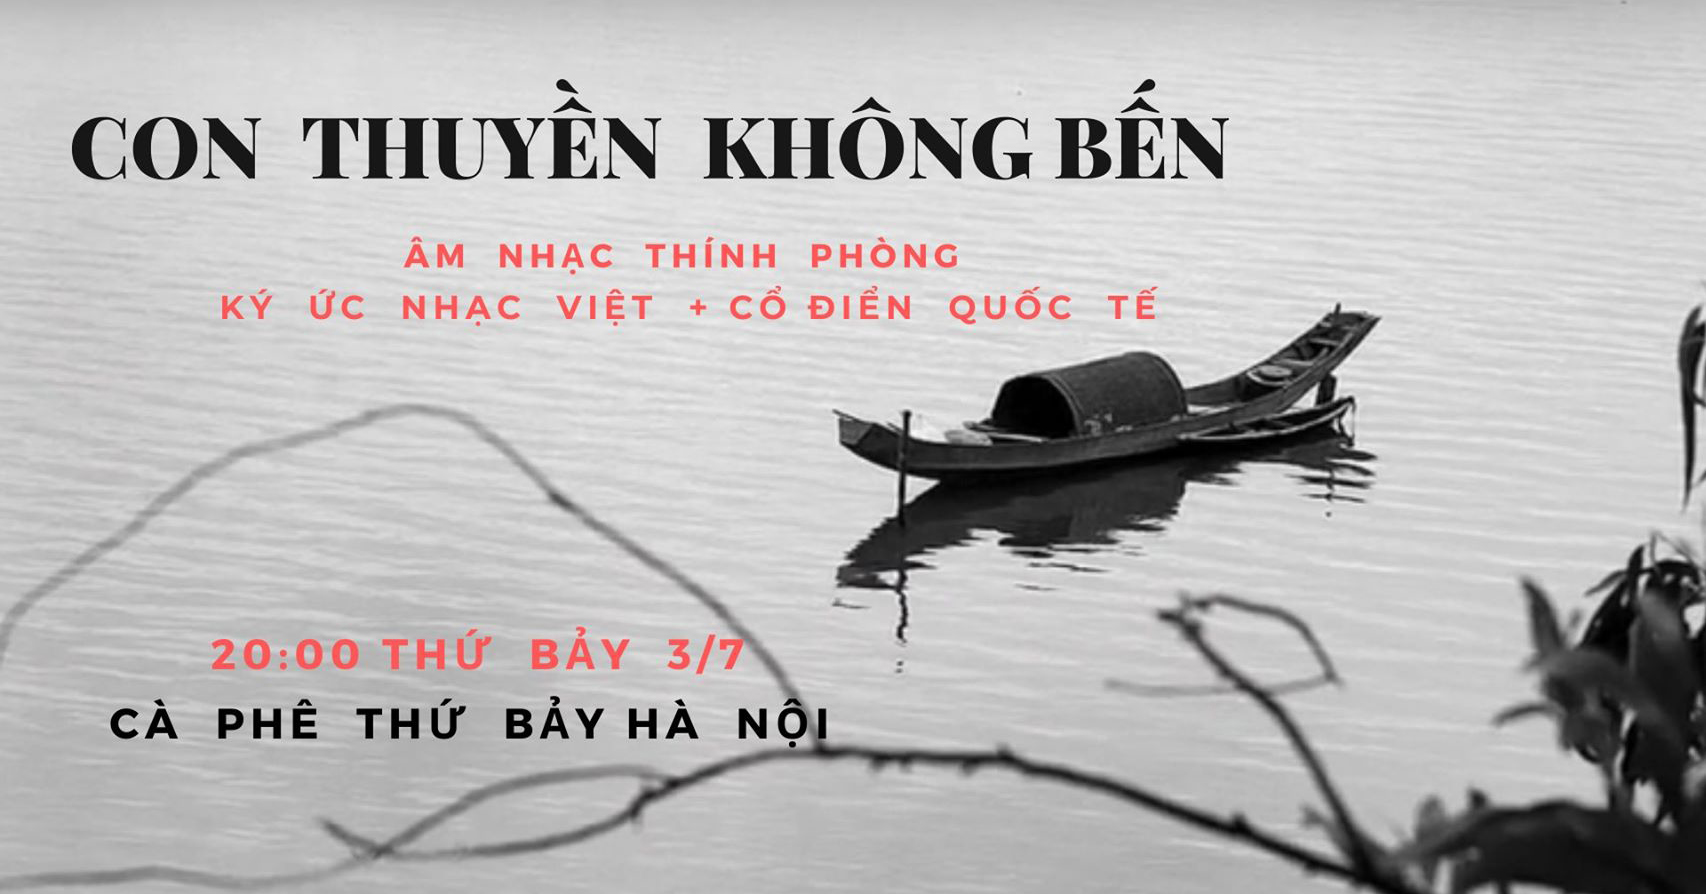 CON THUYỀN KHÔNG BẾN
ÂM NHẠC THÍNH PHÒNG
KÝ ỨC NHẠC VIỆT + CỔ ĐIỂN QUỐC TẾ
20:00 THỨ BẢY 3/7
CÀ PHÊ THỨ BẢY HÀ NỘI